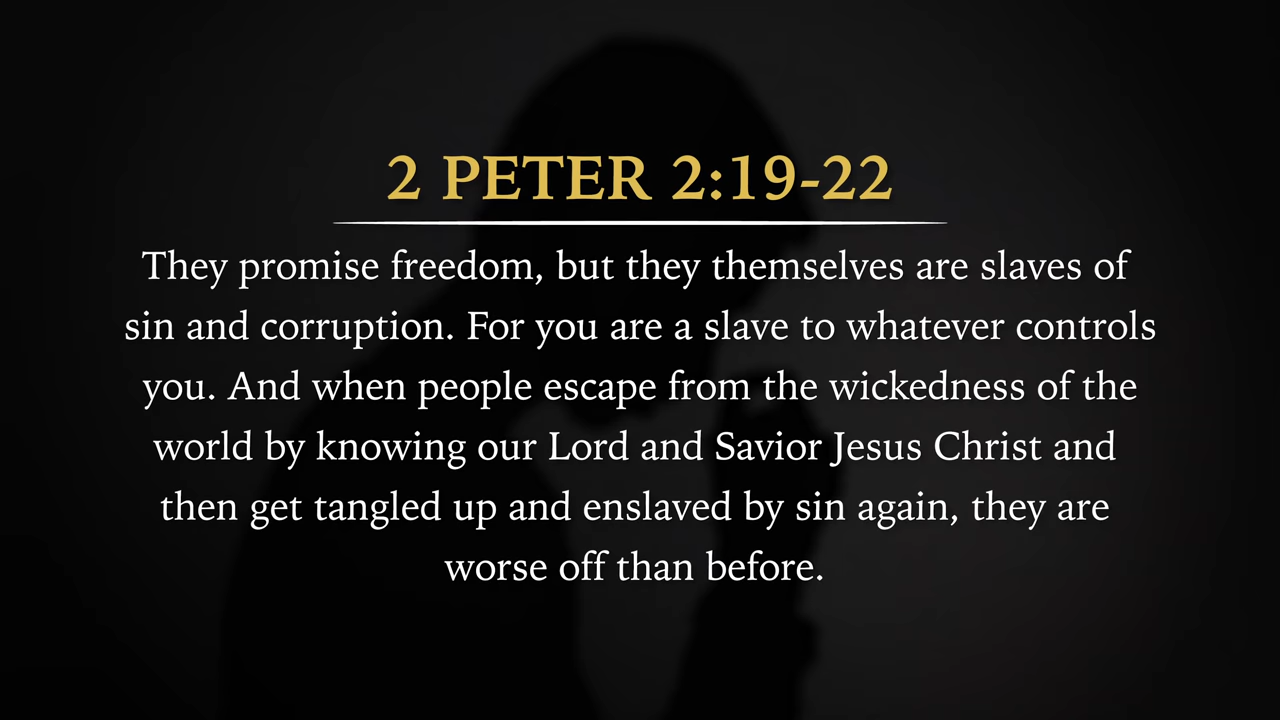 2 PETER 2:19-22
They promise freedom, but they themselves are slaves of
sin and corruption. For you are a slave to whatever controls
you. And when people escape from the wickedness of the
world by knowing our Lord and Savior Jesus Christ and
then get tangled up and enslaved by sin again, they are
worse off than before.